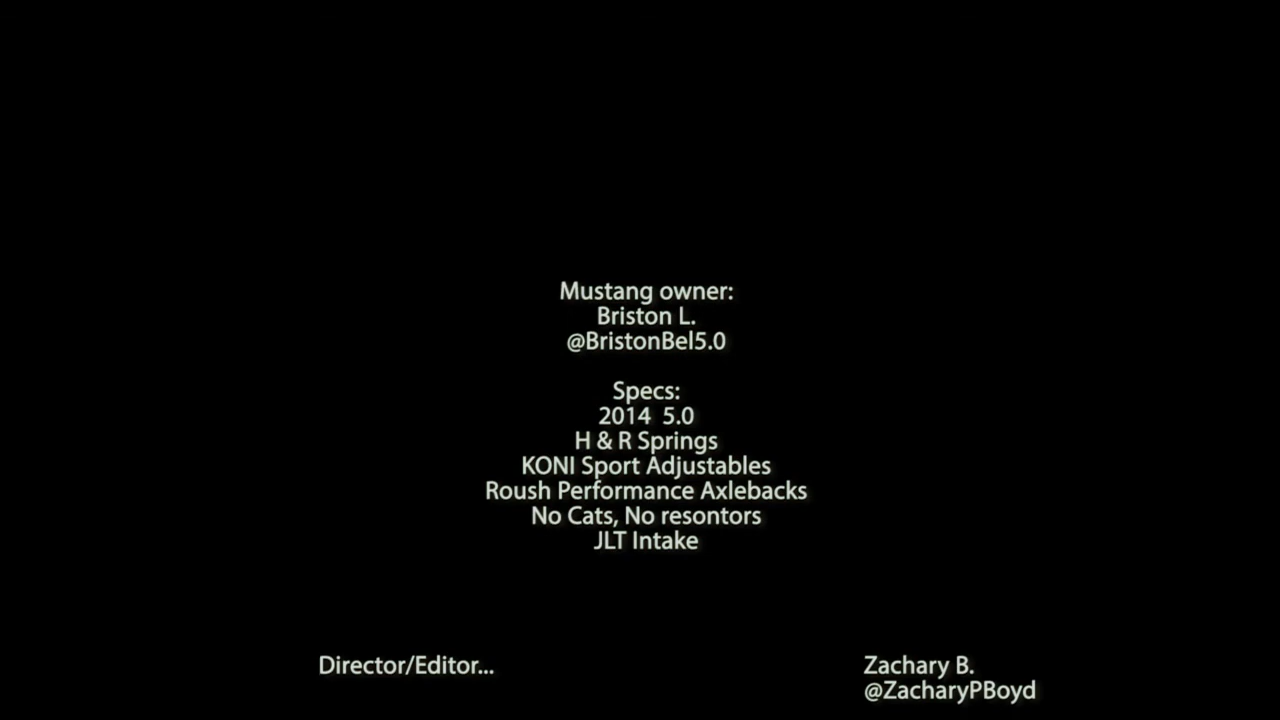 Mustang owner:
Briston L.
@BristonBel5.0
Specs:
2014 5.0
H & R Springs
KONI Sport Adjustables
Roush Performance Axlebacks
No Cats, No resontors
JLT Intake
Director/Editor... Zachary B.
@ZacharyPBoyd